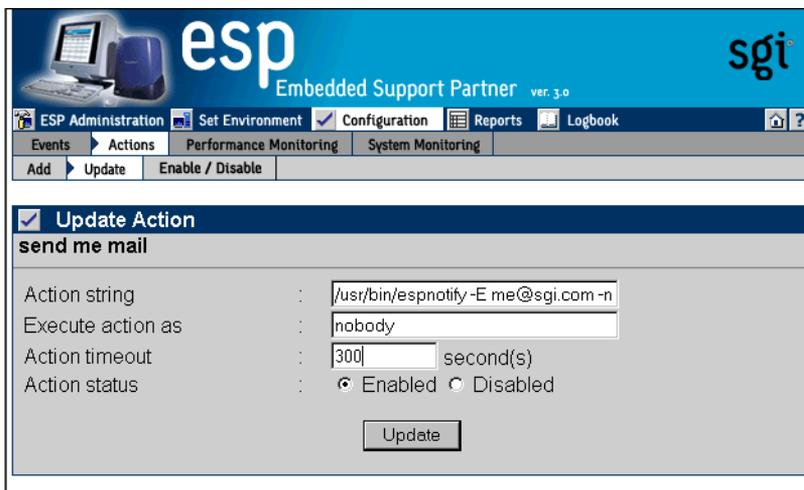 esp
sgi
Embedded Support Partner ver. 3.0
ESP Administration Set Environment Configuration Reports Logbook ?
Events Actions Performance Monitoring System Monitoring
Add Update Enable / Disable
Update Action
send me mail
Action string : /usr/bin/espnotify -E me@sgi.com -n
Execute action as : nobody
Action timeout : 300 second(s)
Action status : Enabled Disabled
Update